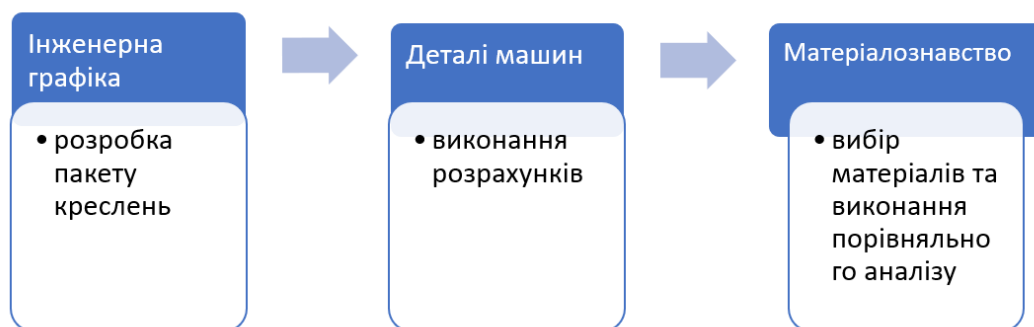 Інженерна
графіка
• розробка
пакету
креслень
Деталі машин
• виконання
розрахунків
Матеріалознавство
• вибір
матеріалів та
виконання
порівняльно
го аналізу